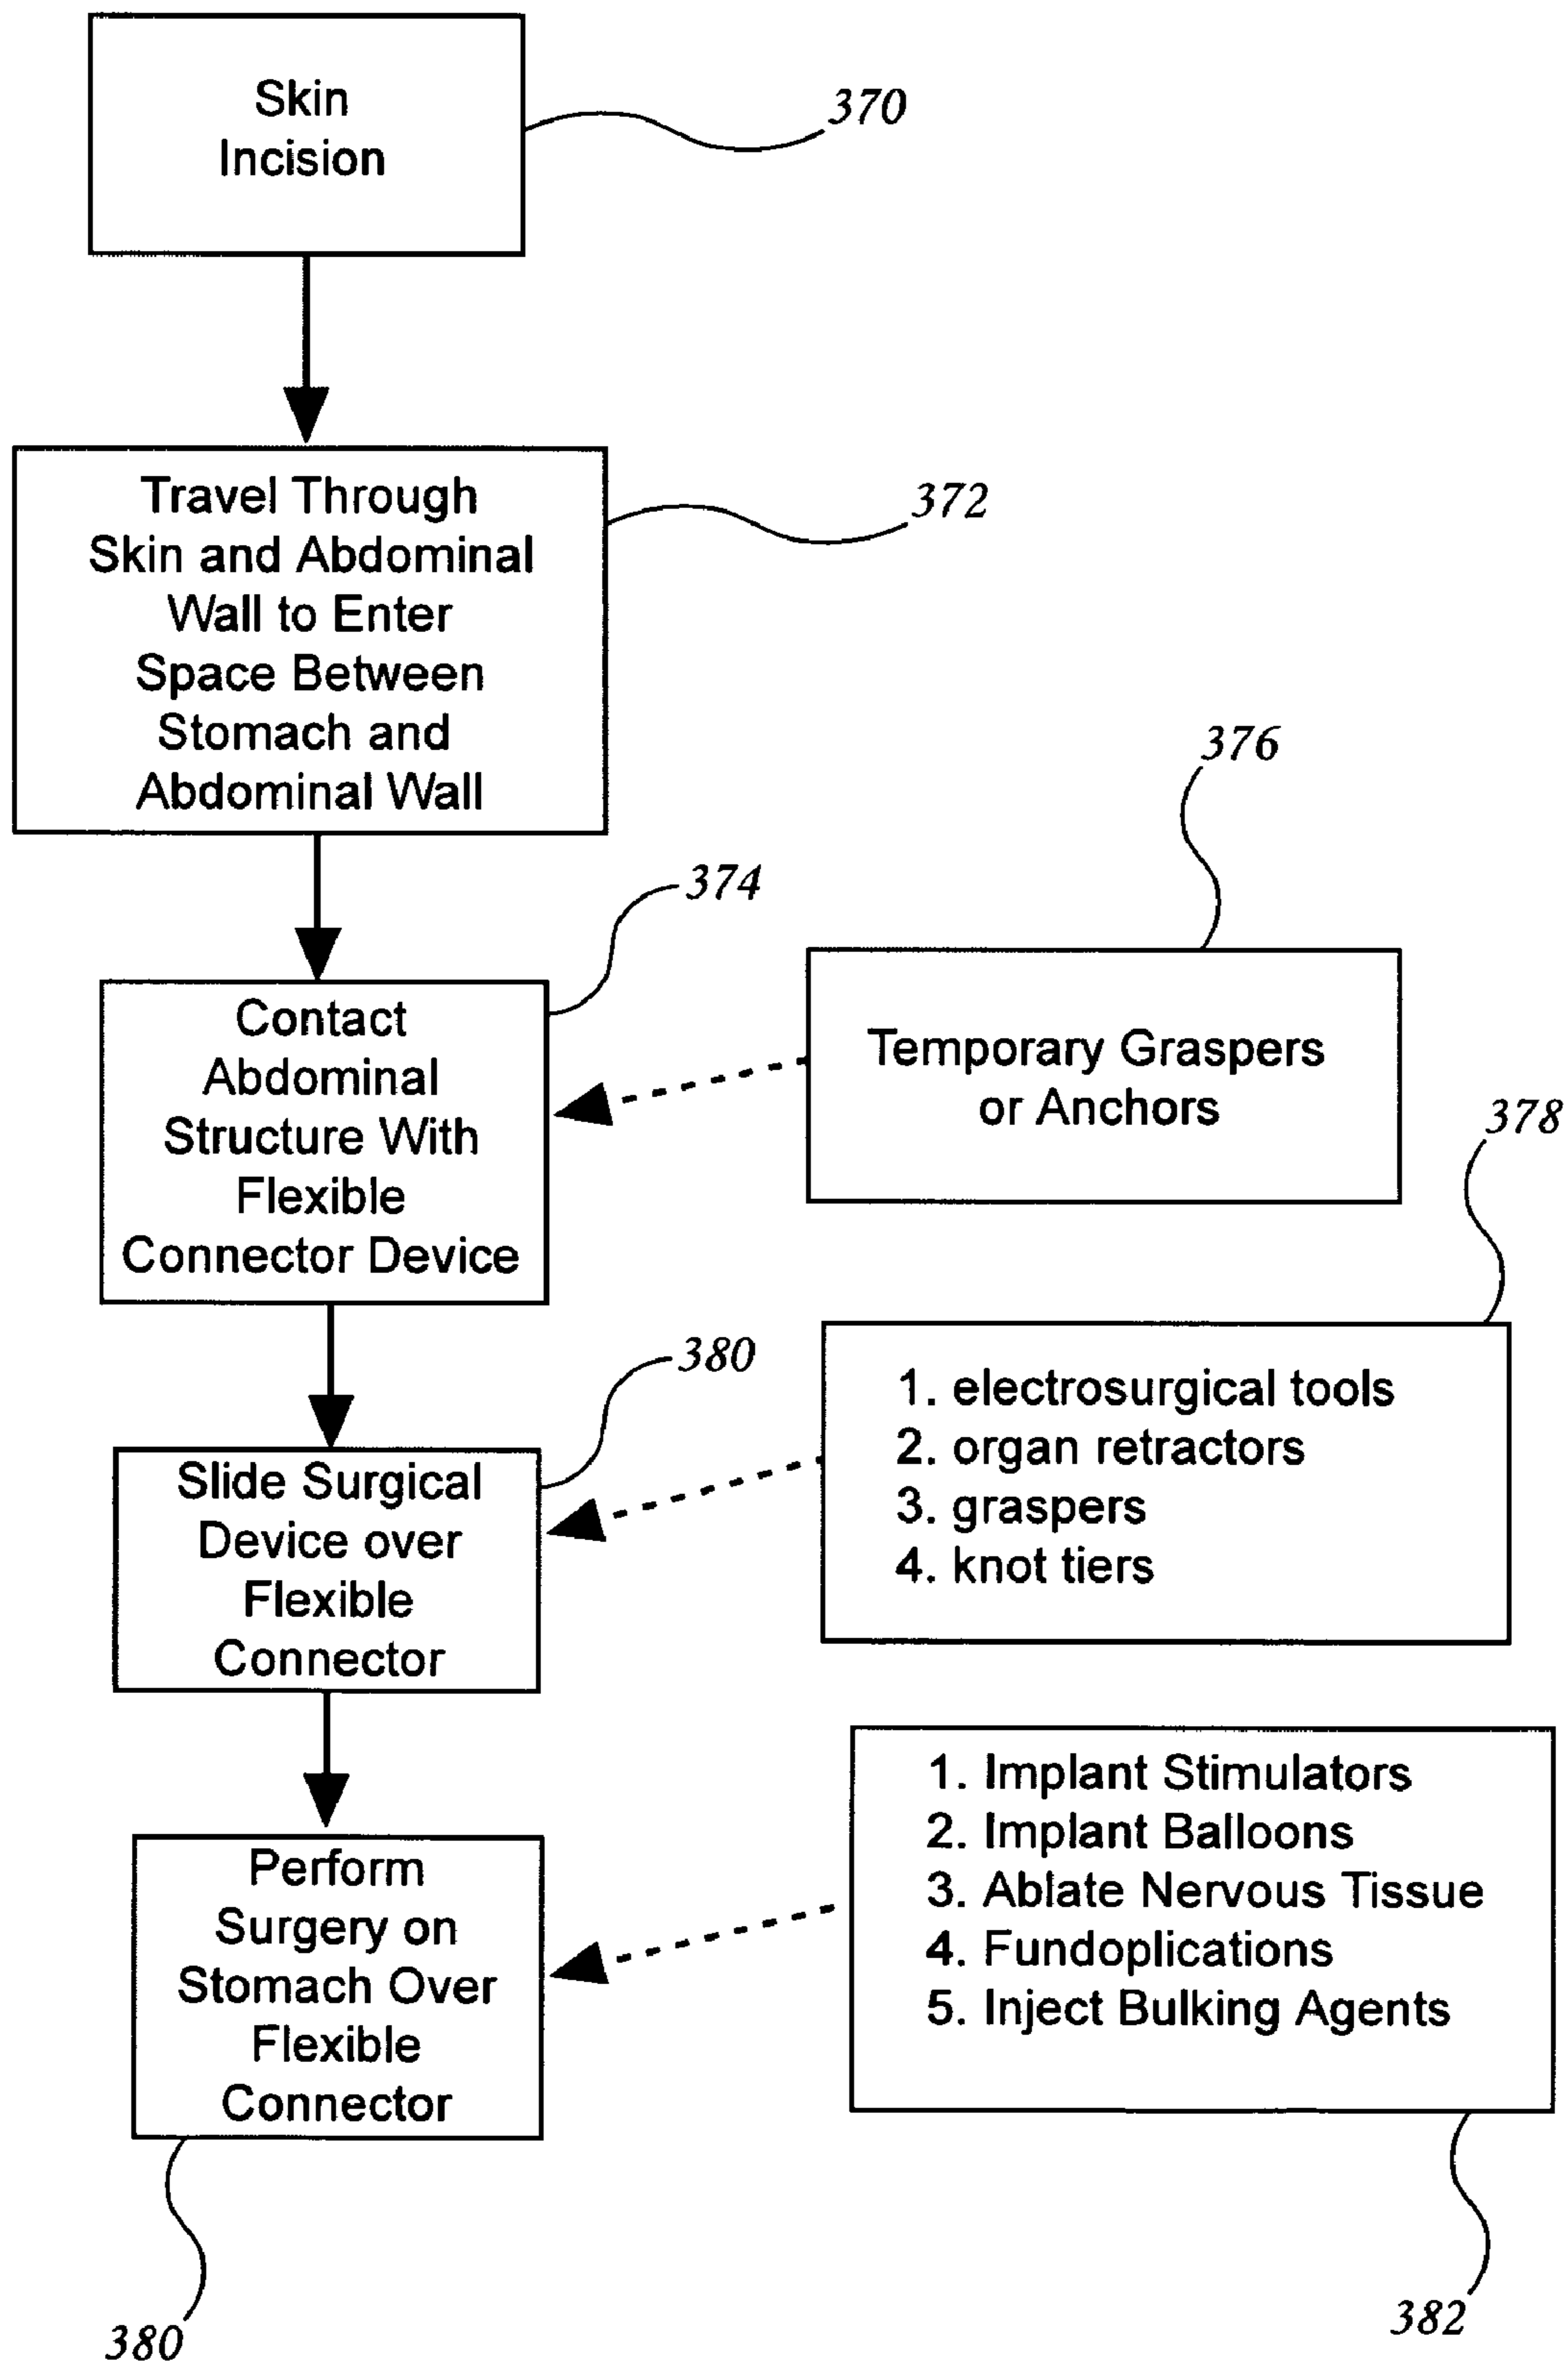 Skin
Incision
370
Travel Through
Skin and Abdominal
Wall to Enter
Space Between
Stomach and
Abdominal Wall
372
376
374
Contact
Abdominal
Structure With
Flexible
Connector Device
Temporary Graspers
or Anchors
378
380
Slide Surgical
Device over
Flexible
Connector
1. electrosurgical tools
2. organ retractors
3. graspers
4. knot tiers
Perform
Surgery on
Stomach Over
Flexible
Connector
1. Implant Stimulators
2. Implant Balloons
3. Ablate Nervous Tissue
4. Fundoplications
5. Inject Bulking Agents
380
382